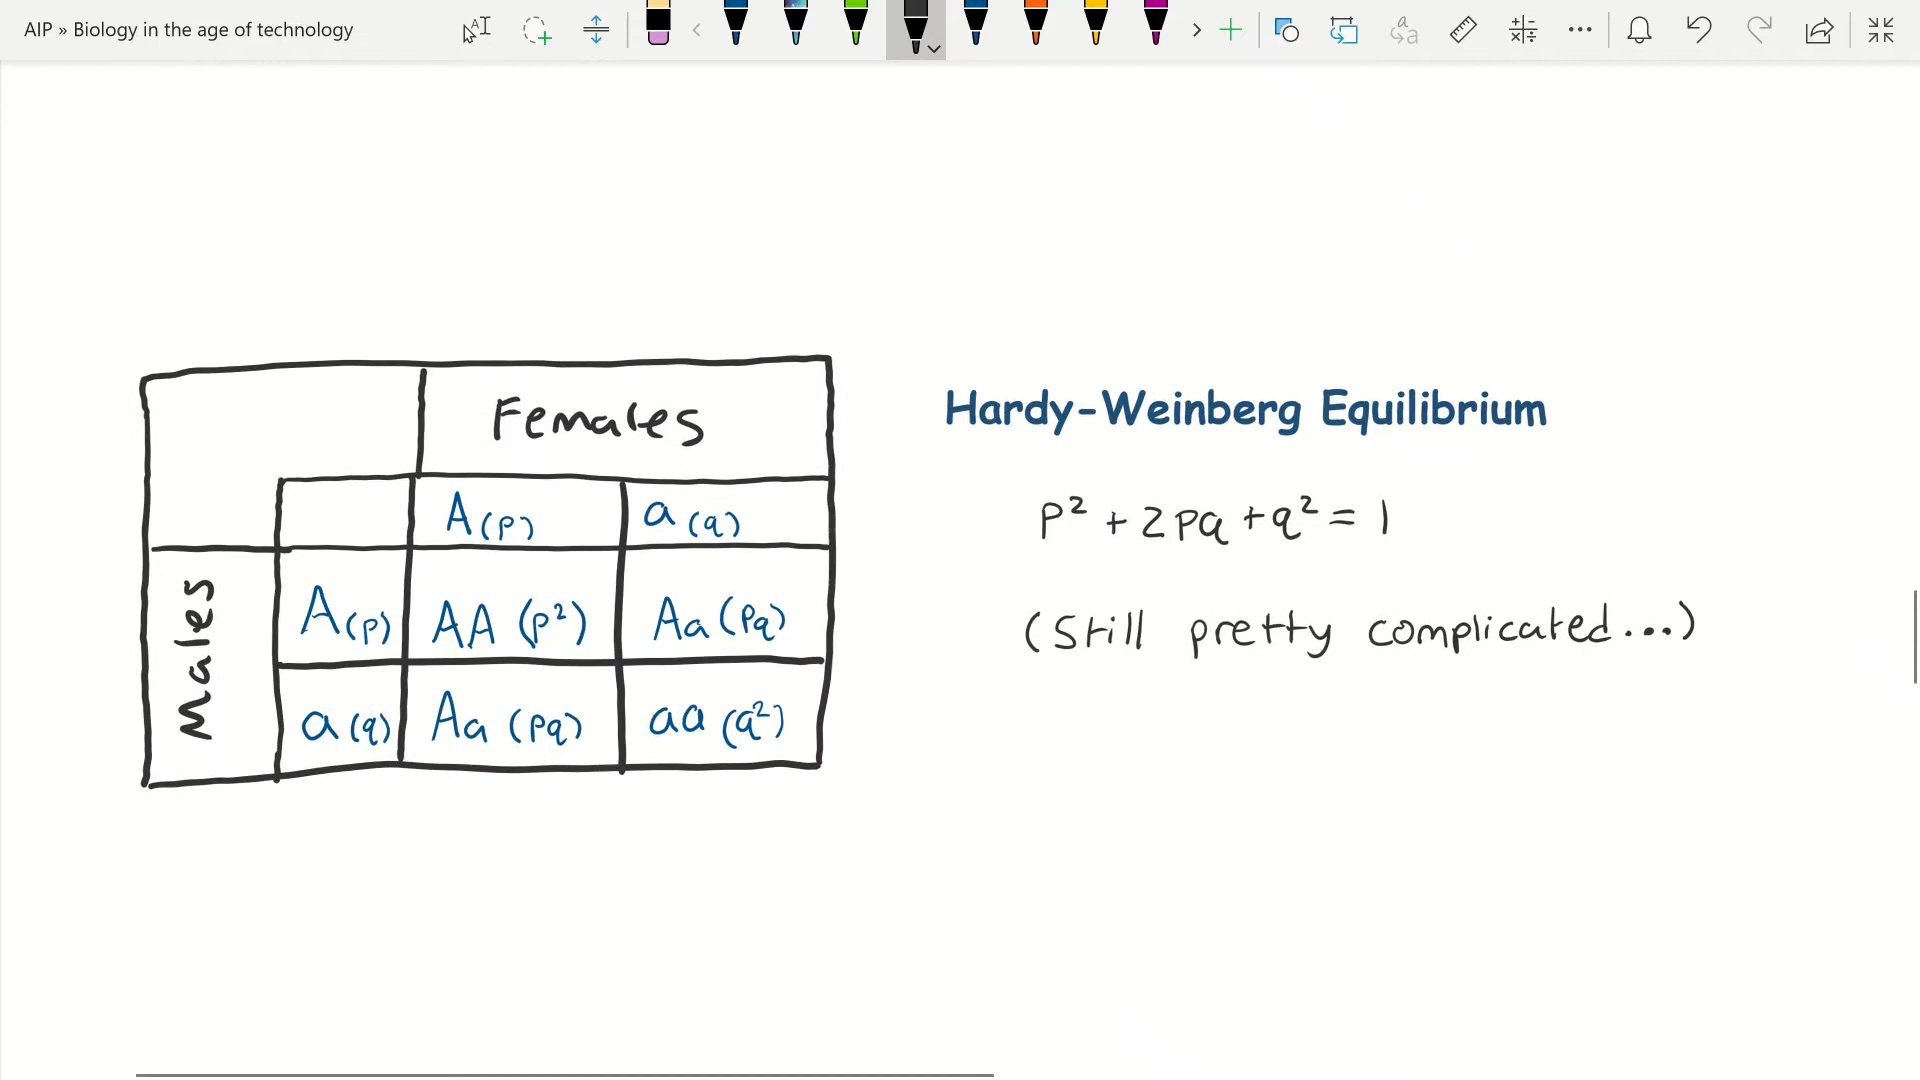 AIP » Biology in the age of technology
Females
A(p) a(q)
Males
A(p) AA (p²) Aa (pq)
a(q) Aa (pq) aa (q²)
Hardy-Weinberg Equilibrium
p² + 2pq + q² = 1
(Still pretty complicated...)